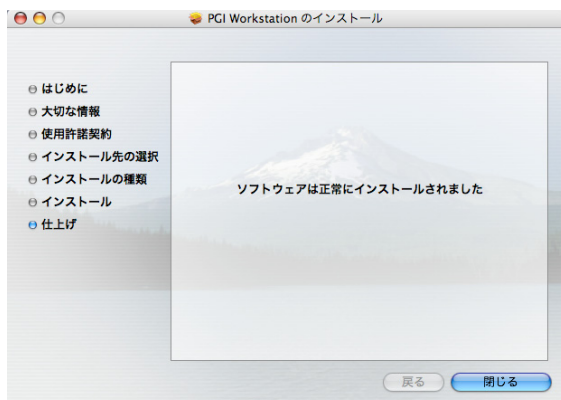 PGI Workstation のインストール
はじめに
大切な情報
使用許諾契約
インストール先の選択
インストールの種類
インストール
仕上げ
ソフトウェアは正常にインストールされました
戻る
閉じる